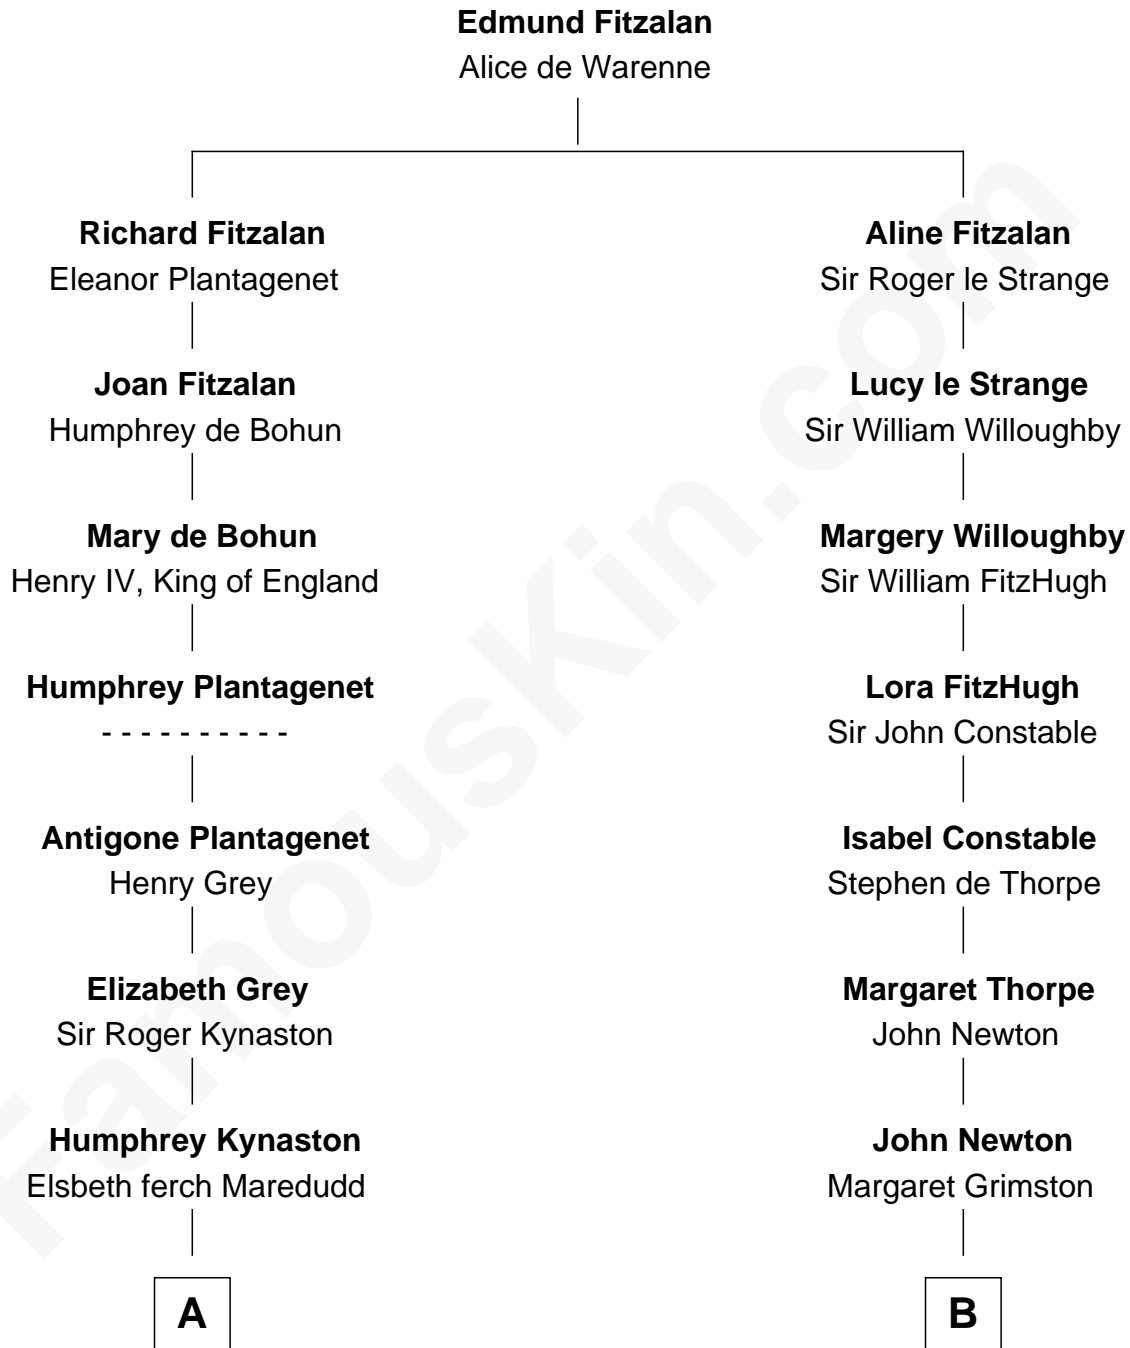 Edmund Fitzalan
Alice de Warenne
Richard Fitzalan
Eleanor Plantagenet
Joan Fitzalan
Humphrey de Bohun
Mary de Bohun
Henry IV, King of England
Humphrey Plantagenet
- - - - - - - - - -
Antigone Plantagenet
Henry Grey
Elizabeth Grey
Sir Roger Kynaston
Humphrey Kynaston
Elsbeth ferch Maredudd
A
Aline Fitzalan
Sir Roger le Strange
Lucy le Strange
Sir William Willoughby
Margery Willoughby
Sir William FitzHugh
Lora FitzHugh
Sir John Constable
Isabel Constable
Stephen de Thorpe
Margaret Thorpe
John Newton
John Newton
Margaret Grimston
B
FamousKin.com